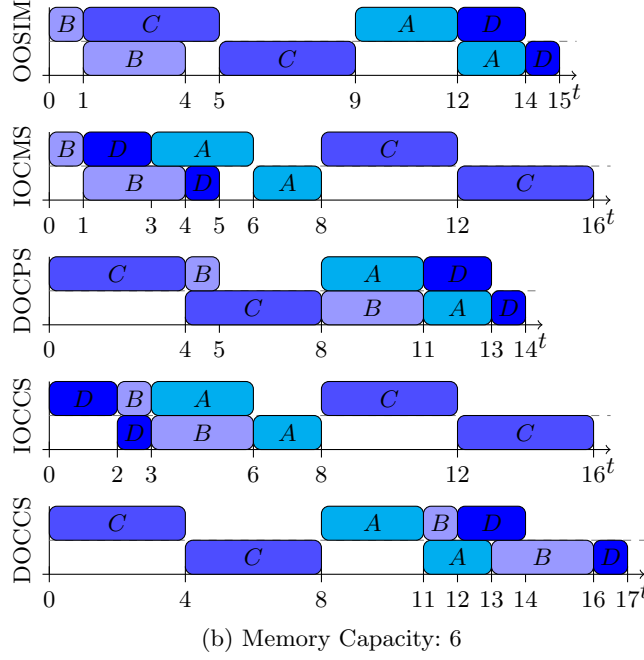 OOSIM
B C A D
B C A D
0 1 4 5 9 12 14 15 t
IOCMS
B D A C
B D A C
0 1 3 4 5 6 8 12 16 t
DOCPS
C B A D
C B A D
0 4 5 8 11 13 14 t
IOCCS
D B A C
D B A C
0 2 3 6 8 12 16 t
DOCCS
C A B D
C A B D
0 4 8 11 12 13 14 16 17 t
(b) Memory Capacity: 6